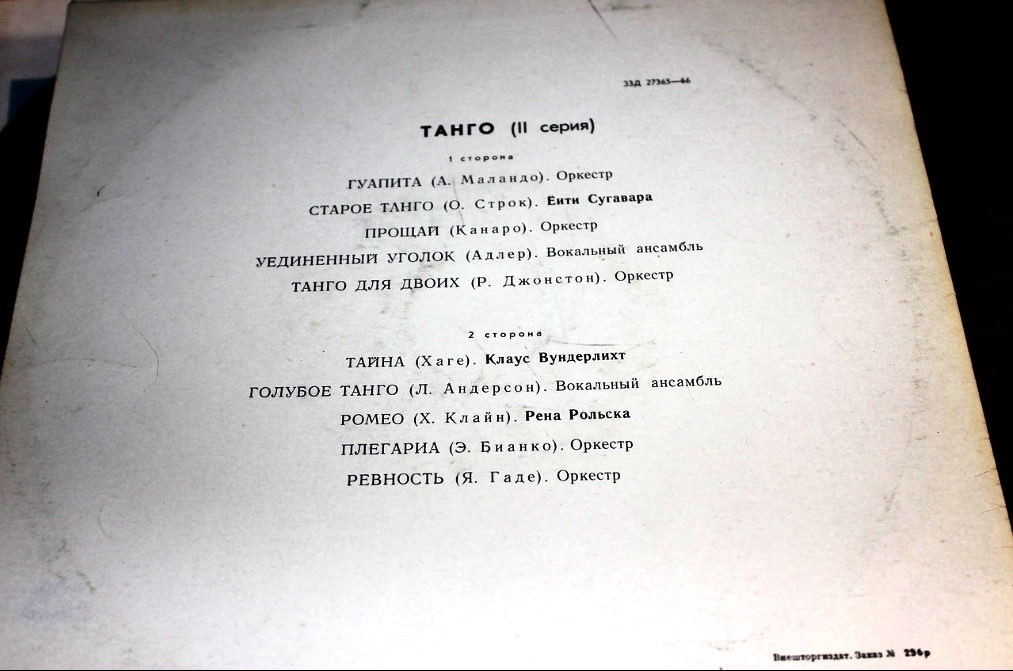 33Д 27365—66
ТАНГО (II серия)
1 сторона
ГУАПИТА (А. Маландо). Оркестр
СТАРОЕ ТАНГО (О. Строк). Ёити Сугавара
ПРОЩАЙ (Канаро). Оркестр
УЕДИНЕННЫЙ УГОЛОК (Адлер). Вокальный ансамбль
ТАНГО ДЛЯ ДВОИХ (Р. Джонстон). Оркестр
2 сторона
ТАЙНА (Хаге). Клаус Вундерлихт
ГОЛУБОЕ ТАНГО (Л. Андерсон). Вокальный ансамбль
РОМЕО (Х. Клайн). Рена Рольска
ПЛЕГАРИА (Э. Бианко). Оркестр
РЕВНОСТЬ (Я. Гаде). Оркестр
Внешторгиздат. Заказ № 296р